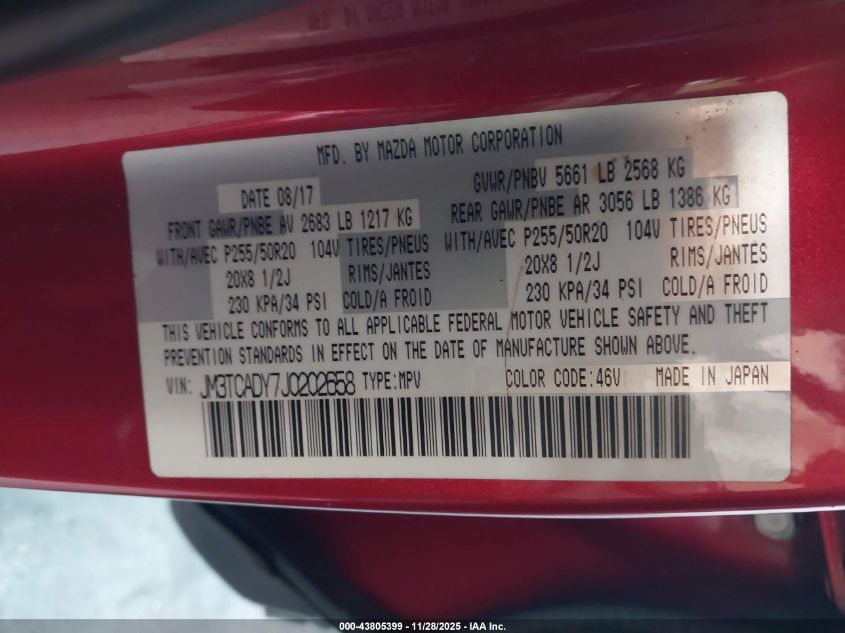 MFD. BY MAZDA MOTOR CORPORATION
DATE 08/17 GVWR/PNBV 5661 LB 2568 KG
FRONT GAWR/PNBE AV 2683 LB 1217 KG REAR GAWR/PNBE AR 3056 LB 1386 KG
WITH/AVEC P255/50R20 104V TIRES/PNEUS WITH/AVEC P255/50R20 104V TIRES/PNEUS
20X8 1/2J RIMS/JANTES 20X8 1/2J RIMS/JANTES
230 KPA/34 PSI COLD/A FROID 230 KPA/34 PSI COLD/A FROID
THIS VEHICLE CONFORMS TO ALL APPLICABLE FEDERAL MOTOR VEHICLE SAFETY AND THEFT
PREVENTION STANDARDS IN EFFECT ON THE DATE OF MANUFACTURE SHOWN ABOVE.
VIN: JM3TCADY7J0202658 TYPE:MPV COLOR CODE:46V MADE IN JAPAN
000-43805399 - 11/28/2025 - IAA Inc.